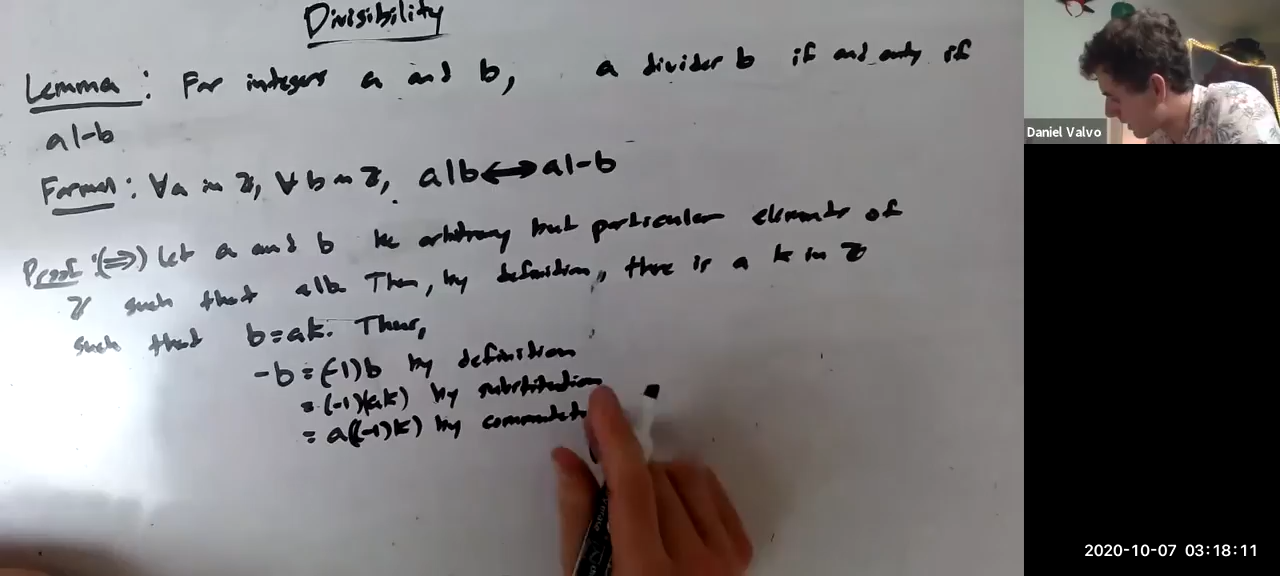 Divisibility
Lemma: For integers a and b, a divides b if and only if
a|-b
Formal: ∀a in Z, ∀b in Z, a|b ⟷ a|-b
Proof: (⇒) Let a and b be arbitrary but particular elements of
Z such that a|b. Then, by definition, there is a k in Z
such that b=ak. Thus,
-b = (-1)b by definition
= (-1)(ak) by substitution
= a((-1)k) by commutat
Daniel Valvo
2020-10-07 03:18:11